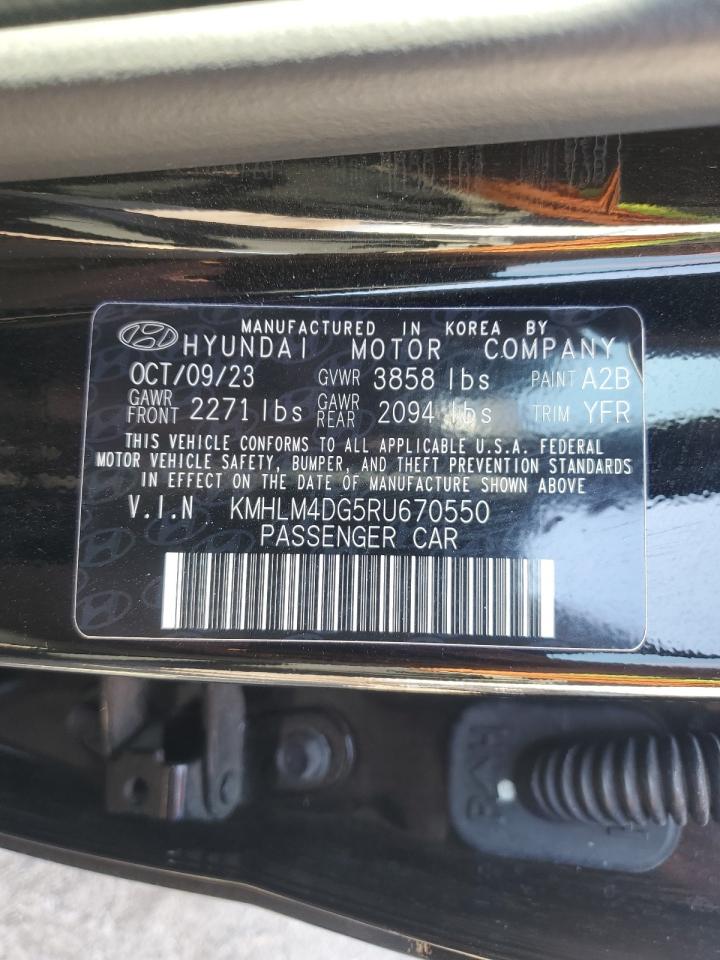 MANUFACTURED IN KOREA BY
HYUNDAI MOTOR COMPANY
OCT/09/23 GVWR 3858 lbs PAINT A2B
GAWR FRONT 2271 lbs GAWR REAR 2094 lbs TRIM YFR
THIS VEHICLE CONFORMS TO ALL APPLICABLE U.S.A. FEDERAL
MOTOR VEHICLE SAFETY, BUMPER, AND THEFT PREVENTION STANDARDS
IN EFFECT ON THE DATE OF MANUFACTURE SHOWN ABOVE
V.I.N KMHLM4DG5RU670550
PASSENGER CAR